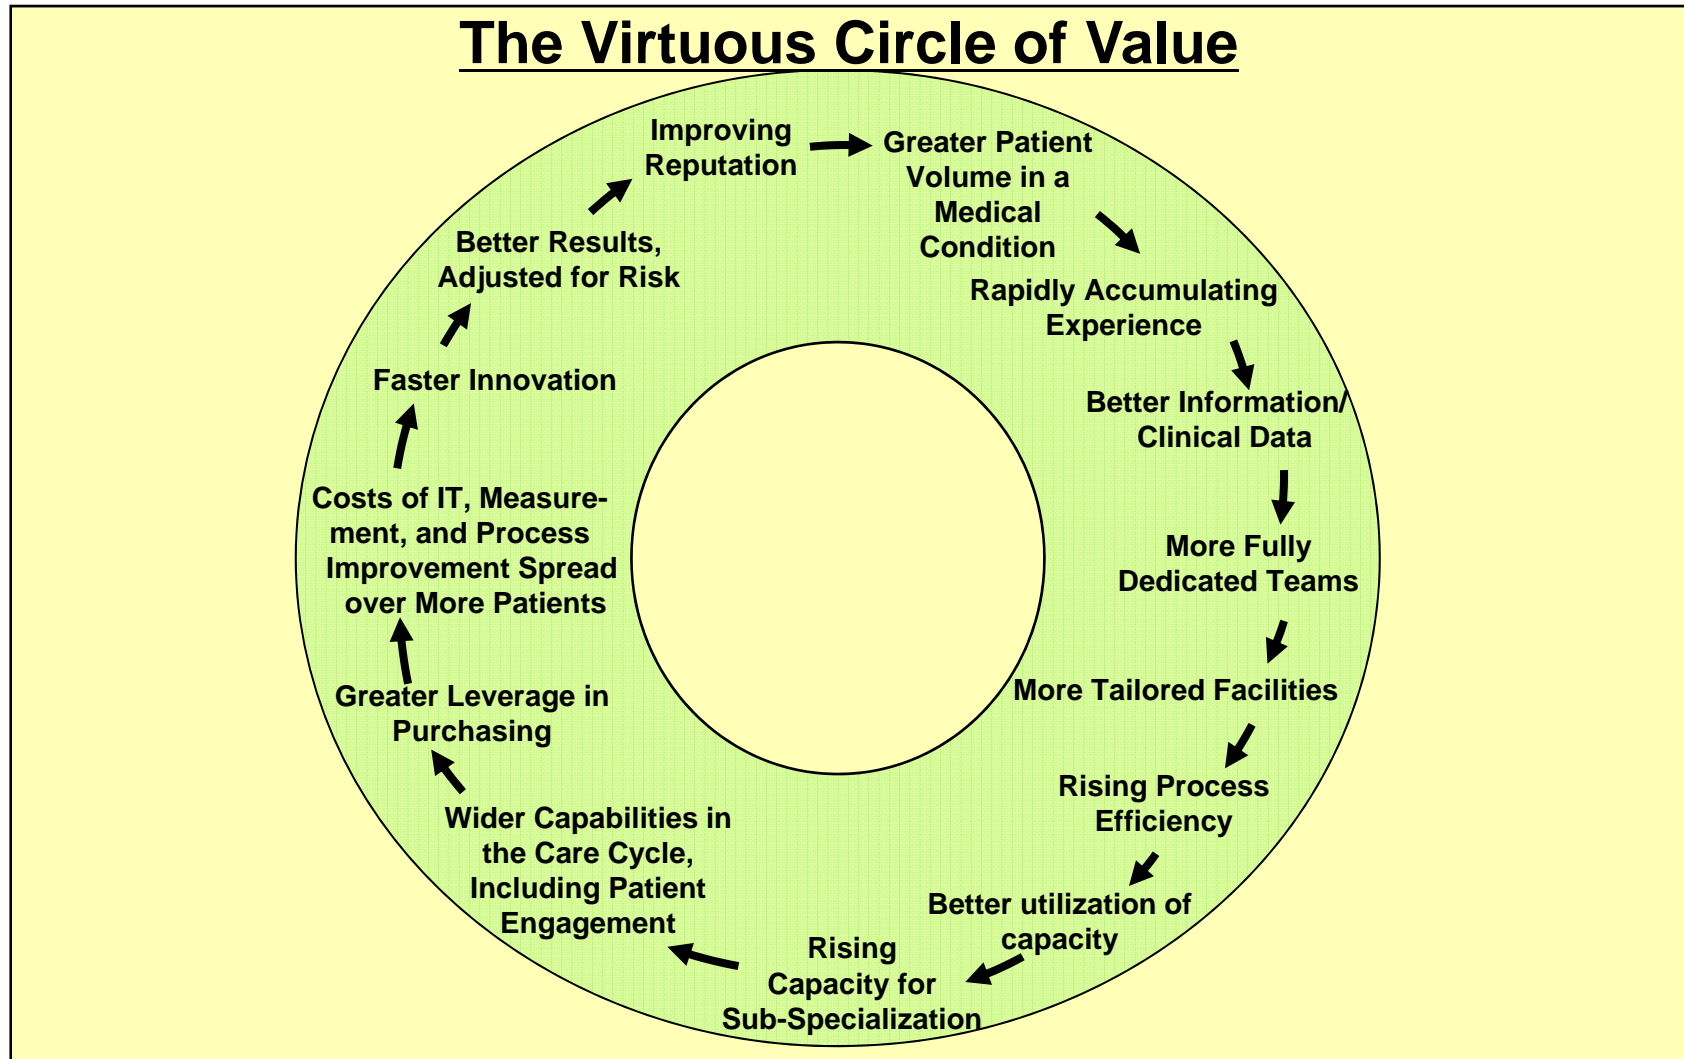 The Virtuous Circle of Value
Improving
Reputation
Greater Patient
Volume in a
Medical
Condition
Rapidly Accumulating
Experience
Better Information/
Clinical Data
More Fully
Dedicated Teams
More Tailored Facilities
Rising Process
Efficiency
Better utilization of
capacity
Rising
Capacity for
Sub-Specialization
Wider Capabilities in
the Care Cycle,
Including Patient
Engagement
Greater Leverage in
Purchasing
Costs of IT, Measure-
ment, and Process
Improvement Spread
over More Patients
Faster Innovation
Better Results,
Adjusted for Risk